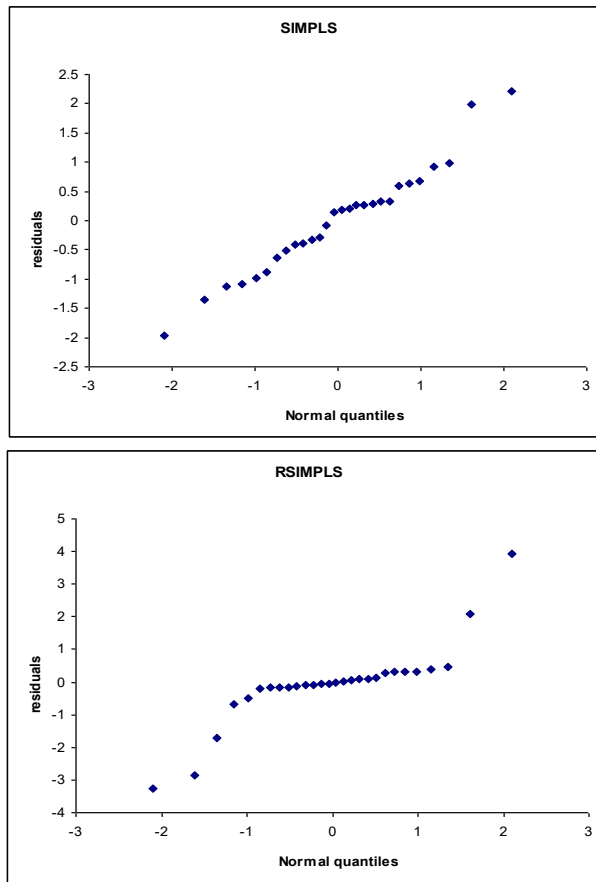 SIMPLS
2.5
2
1.5
1
0.5
0
-0.5
-1
-1.5
-2
-2.5
residuals
-3 -2 -1 0 1 2 3
Normal quantiles
RSIMPLS
5
4
3
2
1
0
-1
-2
-3
-4
residuals
-3 -2 -1 0 1 2 3
Normal quantiles